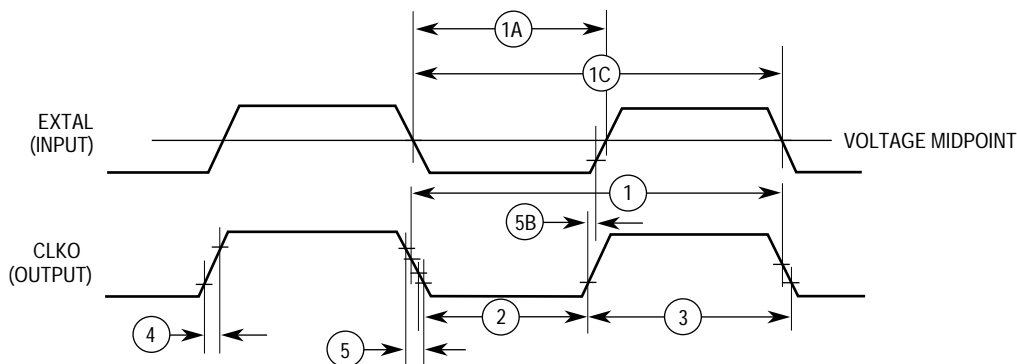 1A
1C
EXTAL
(INPUT)
VOLTAGE MIDPOINT
1
5B
CLKO
(OUTPUT)
2
3
4
5